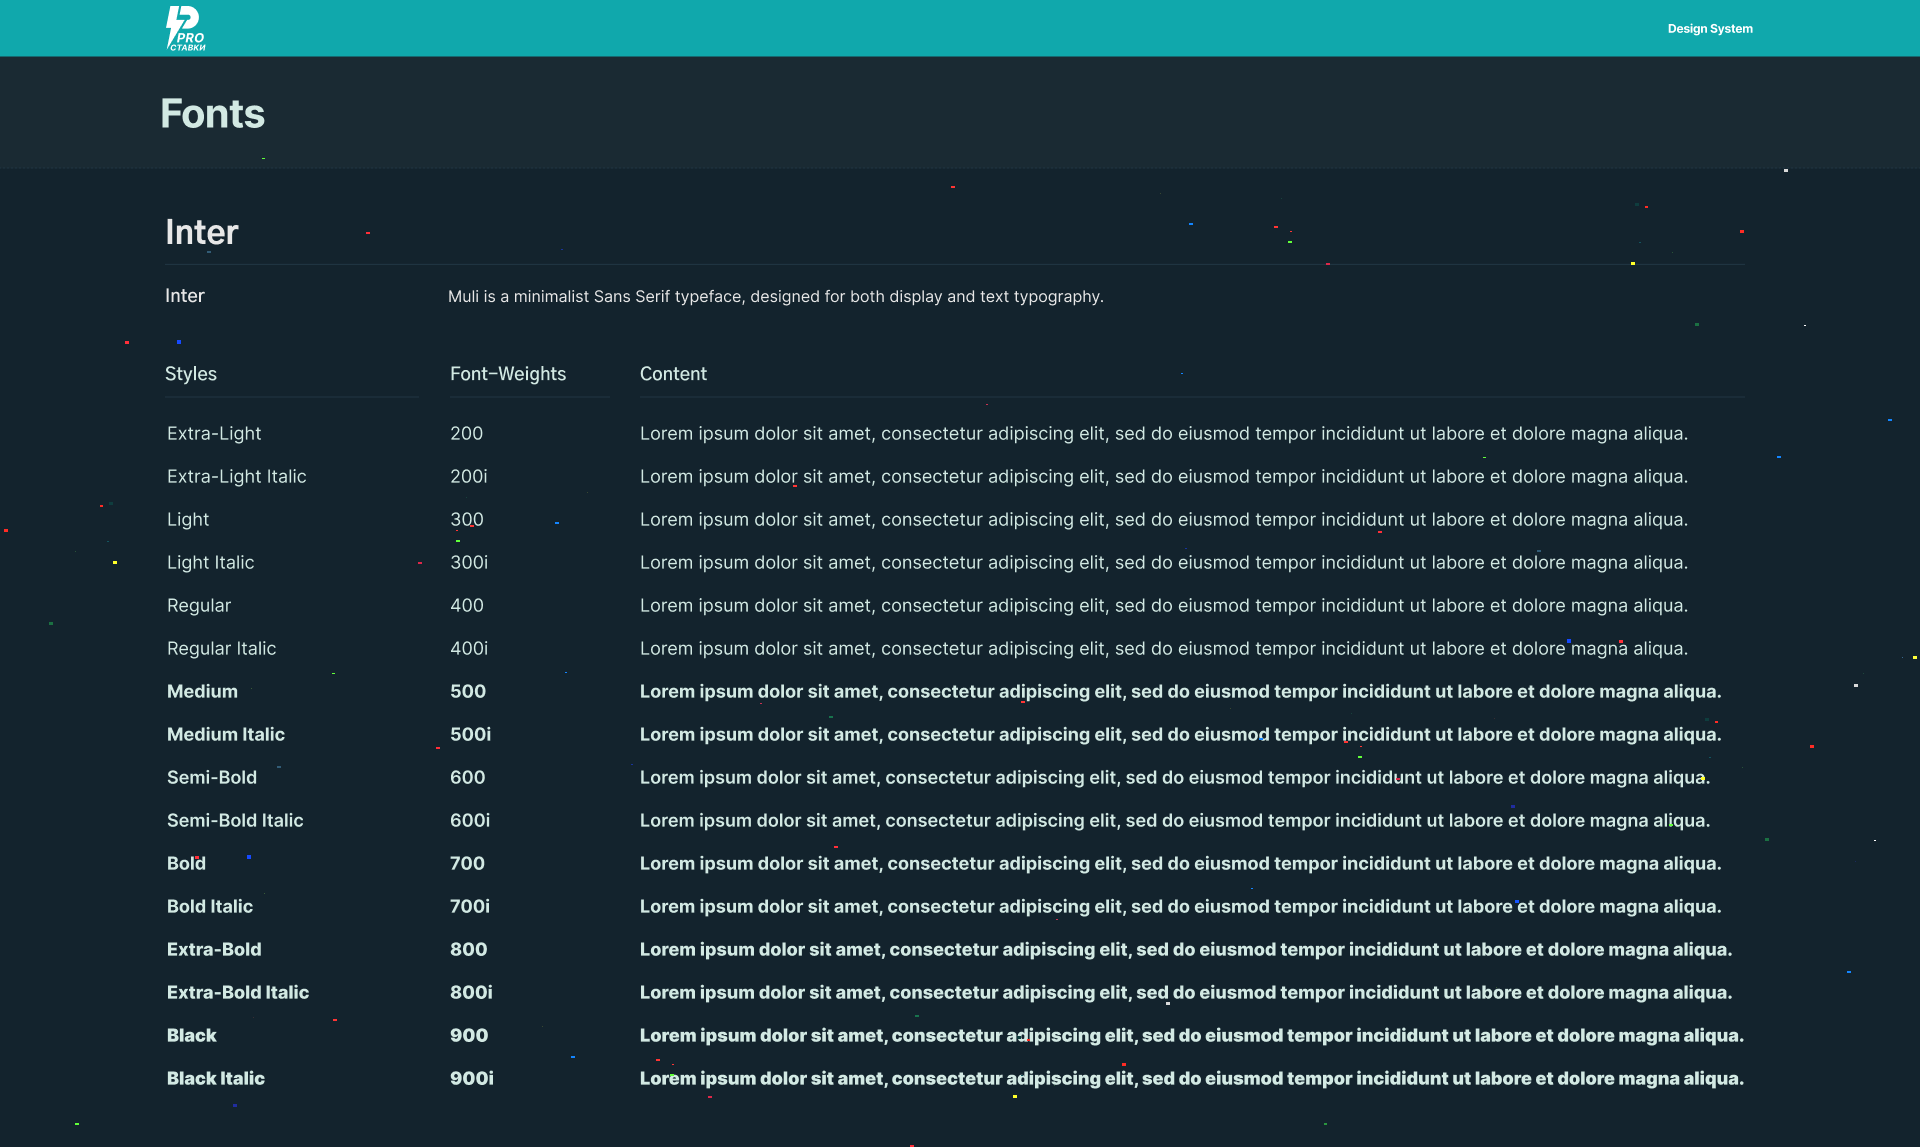 PRO
СТАВКИ
Design System
Fonts
Inter
Inter Muli is a minimalist Sans Serif typeface, designed for both display and text typography.
Styles Font-Weights Content
Extra-Light 200 Lorem ipsum dolor sit amet, consectetur adipiscing elit, sed do eiusmod tempor incididunt ut labore et dolore magna aliqua.
Extra-Light Italic 200i Lorem ipsum dolor sit amet, consectetur adipiscing elit, sed do eiusmod tempor incididunt ut labore et dolore magna aliqua.
Light 300 Lorem ipsum dolor sit amet, consectetur adipiscing elit, sed do eiusmod tempor incididunt ut labore et dolore magna aliqua.
Light Italic 300i Lorem ipsum dolor sit amet, consectetur adipiscing elit, sed do eiusmod tempor incididunt ut labore et dolore magna aliqua.
Regular 400 Lorem ipsum dolor sit amet, consectetur adipiscing elit, sed do eiusmod tempor incididunt ut labore et dolore magna aliqua.
Regular Italic 400i Lorem ipsum dolor sit amet, consectetur adipiscing elit, sed do eiusmod tempor incididunt ut labore et dolore magna aliqua.
Medium 500 Lorem ipsum dolor sit amet, consectetur adipiscing elit, sed do eiusmod tempor incididunt ut labore et dolore magna aliqua.
Medium Italic 500i Lorem ipsum dolor sit amet, consectetur adipiscing elit, sed do eiusmod tempor incididunt ut labore et dolore magna aliqua.
Semi-Bold 600 Lorem ipsum dolor sit amet, consectetur adipiscing elit, sed do eiusmod tempor incididunt ut labore et dolore magna aliqua.
Semi-Bold Italic 600i Lorem ipsum dolor sit amet, consectetur adipiscing elit, sed do eiusmod tempor incididunt ut labore et dolore magna aliqua.
Bold 700 Lorem ipsum dolor sit amet, consectetur adipiscing elit, sed do eiusmod tempor incididunt ut labore et dolore magna aliqua.
Bold Italic 700i Lorem ipsum dolor sit amet, consectetur adipiscing elit, sed do eiusmod tempor incididunt ut labore et dolore magna aliqua.
Extra-Bold 800 Lorem ipsum dolor sit amet, consectetur adipiscing elit, sed do eiusmod tempor incididunt ut labore et dolore magna aliqua.
Extra-Bold Italic 800i Lorem ipsum dolor sit amet, consectetur adipiscing elit, sed do eiusmod tempor incididunt ut labore et dolore magna aliqua.
Black 900 Lorem ipsum dolor sit amet, consectetur adipiscing elit, sed do eiusmod tempor incididunt ut labore et dolore magna aliqua.
Black Italic 900i Lorem ipsum dolor sit amet, consectetur adipiscing elit, sed do eiusmod tempor incididunt ut labore et dolore magna aliqua.